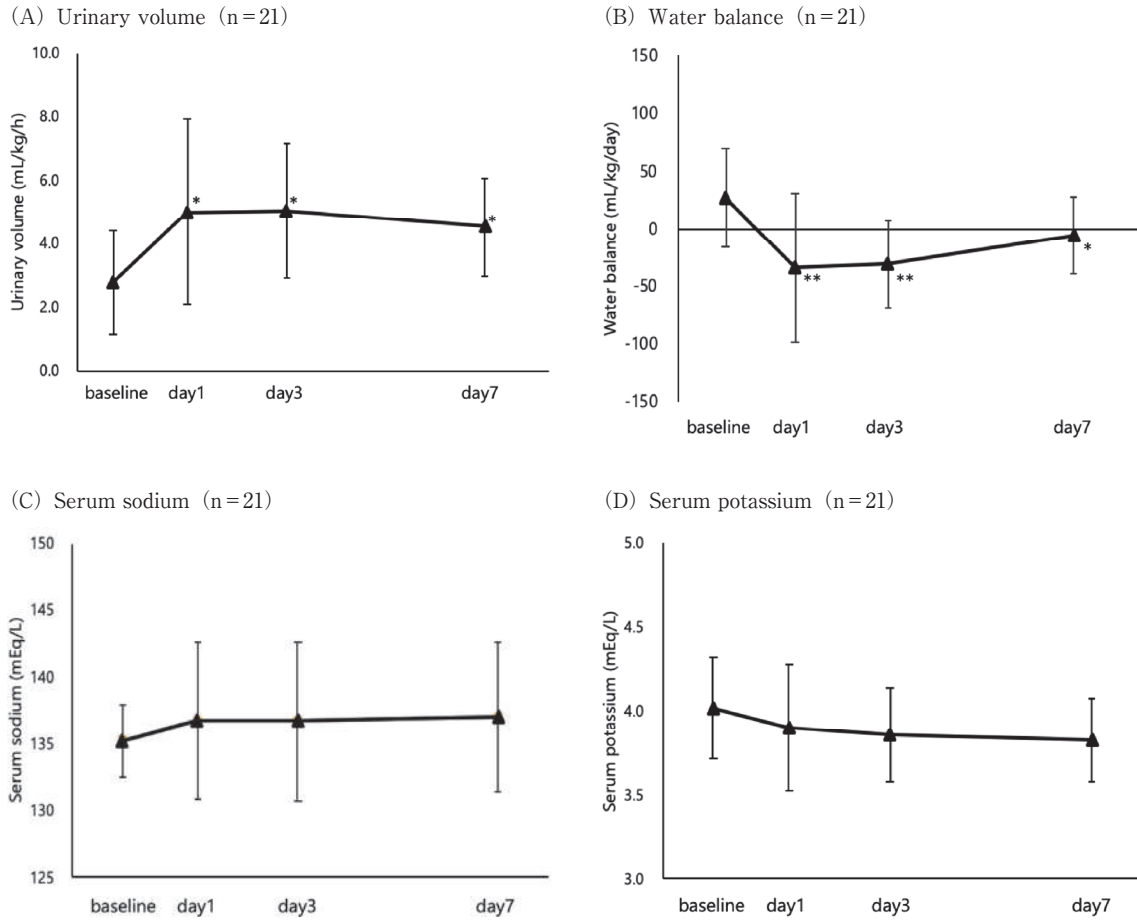 (A) Urinary volume (n=21)
10.0
8.0
6.0
4.0
2.0
0.0
Urinary volume (mL/kg/h)
*
*
*
baseline day1 day3 day7
(B) Water balance (n=21)
150
100
50
0
-50
-100
-150
Water balance (mL/kg/day)
**
**
*
baseline day1 day3 day7
(C) Serum sodium (n=21)
150
145
140
135
130
125
Serum sodium (mEq/L)
baseline day1 day3 day7
(D) Serum potassium (n=21)
5.0
4.5
4.0
3.5
3.0
Serum potassium (mEq/L)
baseline day1 day3 day7